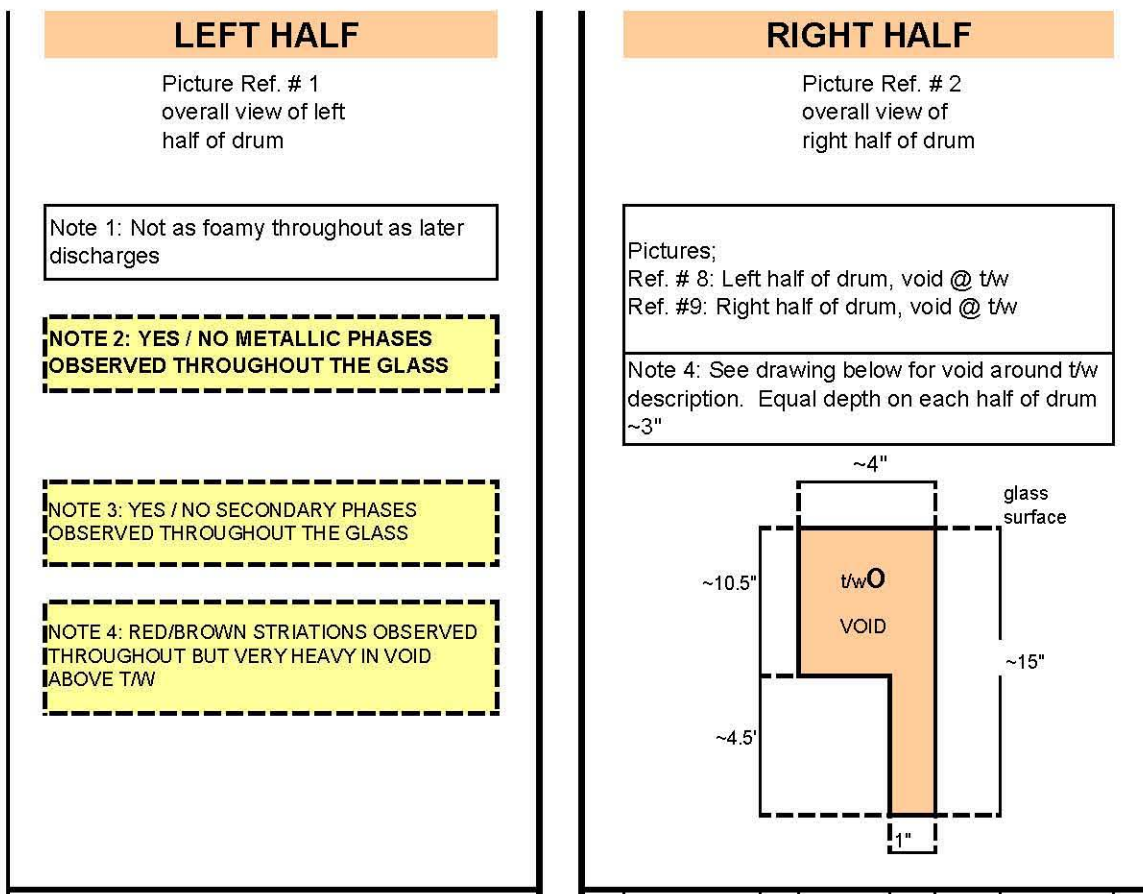 LEFT HALF
Picture Ref. # 1
overall view of left
half of drum
Note 1: Not as foamy throughout as later
discharges
NOTE 2: YES / NO METALLIC PHASES
OBSERVED THROUGHOUT THE GLASS
NOTE 3: YES / NO SECONDARY PHASES
OBSERVED THROUGHOUT THE GLASS
NOTE 4: RED/BROWN STRIATIONS OBSERVED
THROUGHOUT BUT VERY HEAVY IN VOID
ABOVE T/W
RIGHT HALF
Picture Ref. # 2
overall view of
right half of drum
Pictures;
Ref. # 8: Left half of drum, void @ t/w
Ref. #9: Right half of drum, void @ t/w
Note 4: See drawing below for void around t/w
description. Equal depth on each half of drum
~3"
~4"
glass
surface
~10.5"
t/wO
VOID
~15"
~4.5'
1"